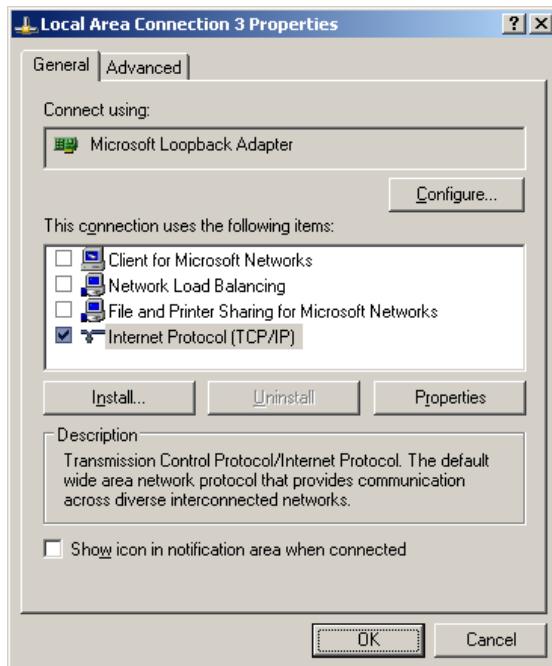 Local Area Connection 3 Properties
General
Advanced
Connect using:
Microsoft Loopback Adapter
Configure...
This connection uses the following items:
Client for Microsoft Networks
Network Load Balancing
File and Printer Sharing for Microsoft Networks
Internet Protocol (TCP/IP)
Install...
Uninstall
Properties
Description
Transmission Control Protocol/Internet Protocol. The default
wide area network protocol that provides communication
across diverse interconnected networks.
Show icon in notification area when connected
OK
Cancel